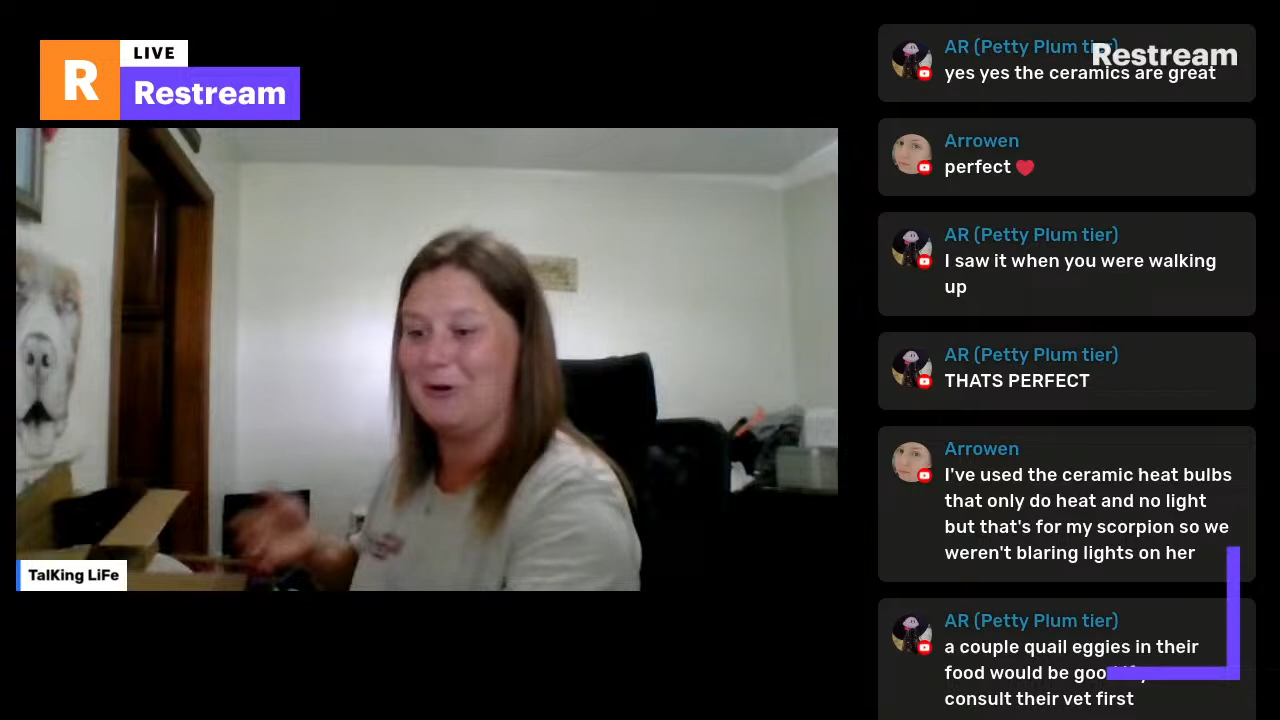 R
LIVE
Restream
TalKing LiFe
Restream
AR (Petty Plum tier)
yes yes the ceramics are great
Arrowen
perfect ❤️
AR (Petty Plum tier)
I saw it when you were walking
up
AR (Petty Plum tier)
THATS PERFECT
Arrowen
I've used the ceramic heat bulbs
that only do heat and no light
but that's for my scorpion so we
weren't blaring lights on her
AR (Petty Plum tier)
a couple quail eggies in their
food would be
consult their vet first